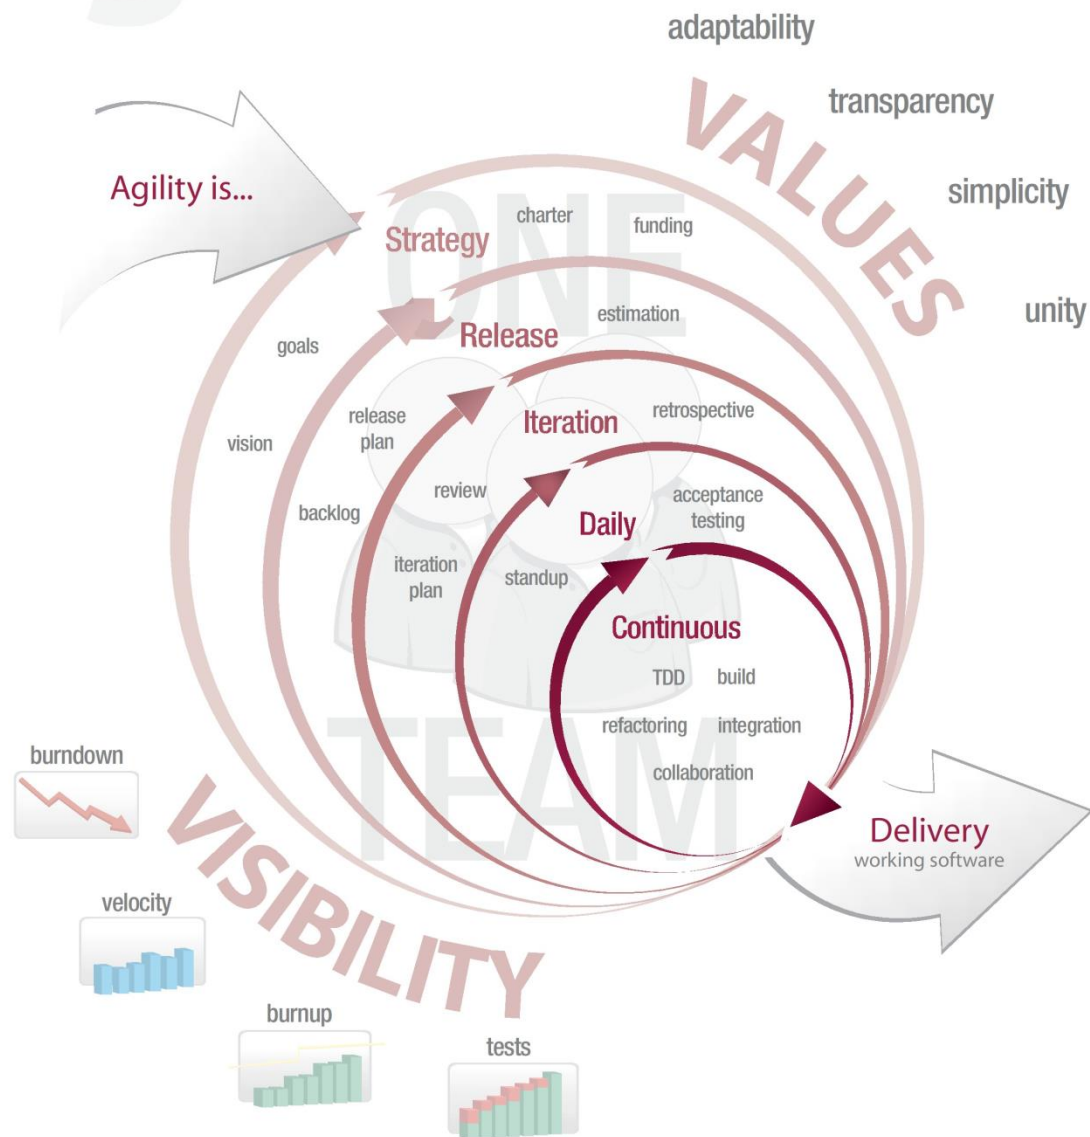 adaptability
VALUES
transparency
simplicity
unity
Agility is...
ONE
TEAM
Strategy
charter
funding
goals
vision
Release
estimation
release
plan
backlog
Iteration
retrospective
review
iteration
plan
Daily
acceptance
testing
standup
Continuous
TDD
build
refactoring
integration
collaboration
Delivery
working software
VISIBILITY
burndown
velocity
burnup
tests